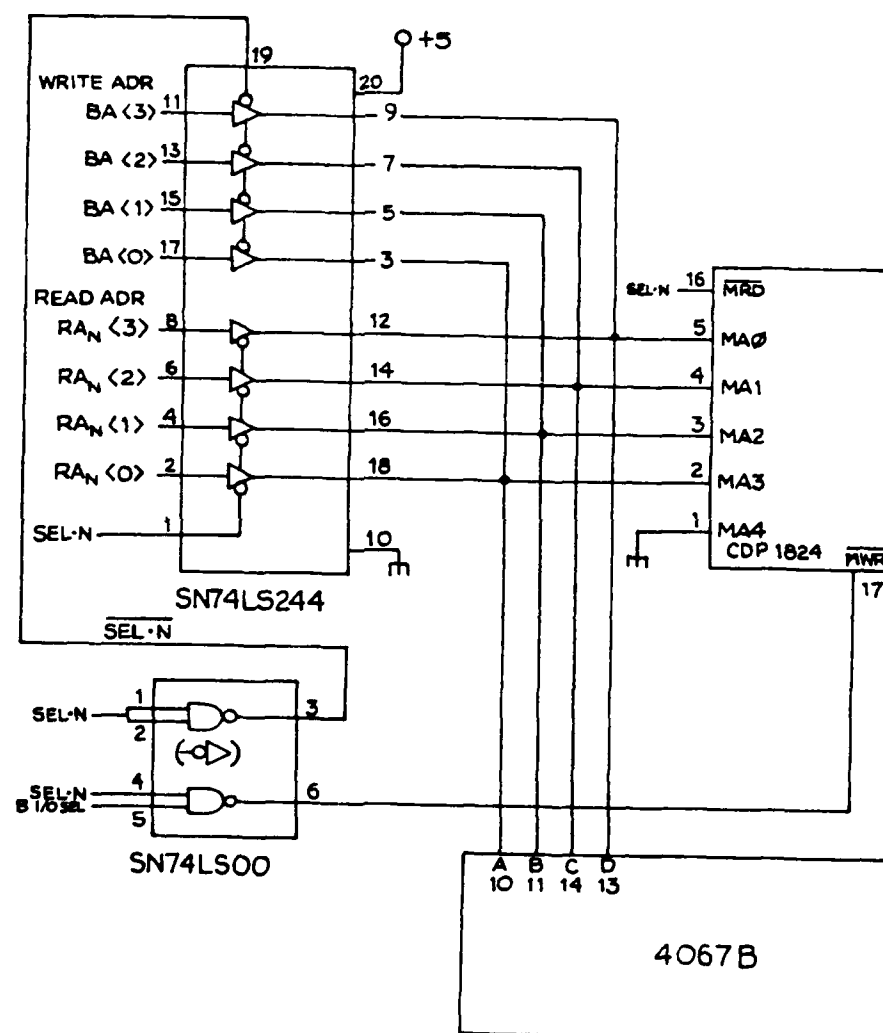 19
+5
20
WRITE ADR
BA <3> 11
9
BA <2> 13
7
BA <1> 15
5
BA <0> 17
3
READ ADR
RAN <3> 8
12
RAN <2> 6
14
RAN <1> 4
16
RAN <0> 2
18
SEL·N 1
10
SN74LS244
SEL·N 16 MRD
5 MAØ
4 MA1
3 MA2
2 MA3
1 MA4
CDP 1824
MWR
17
SEL·N
SEL·N 1
2
3
SEL·N 4
B I/O SEL 5
6
SN74LS00
A B C D
10 11 14 13
4067B